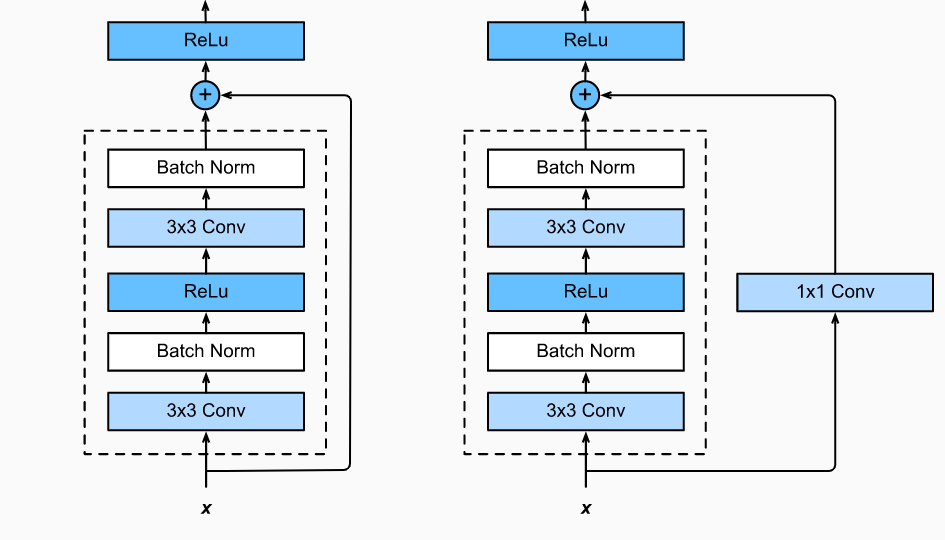 ReLu
+
Batch Norm
3x3 Conv
ReLu
Batch Norm
3x3 Conv
x
ReLu
+
Batch Norm
3x3 Conv
ReLu
1x1 Conv
Batch Norm
3x3 Conv
x